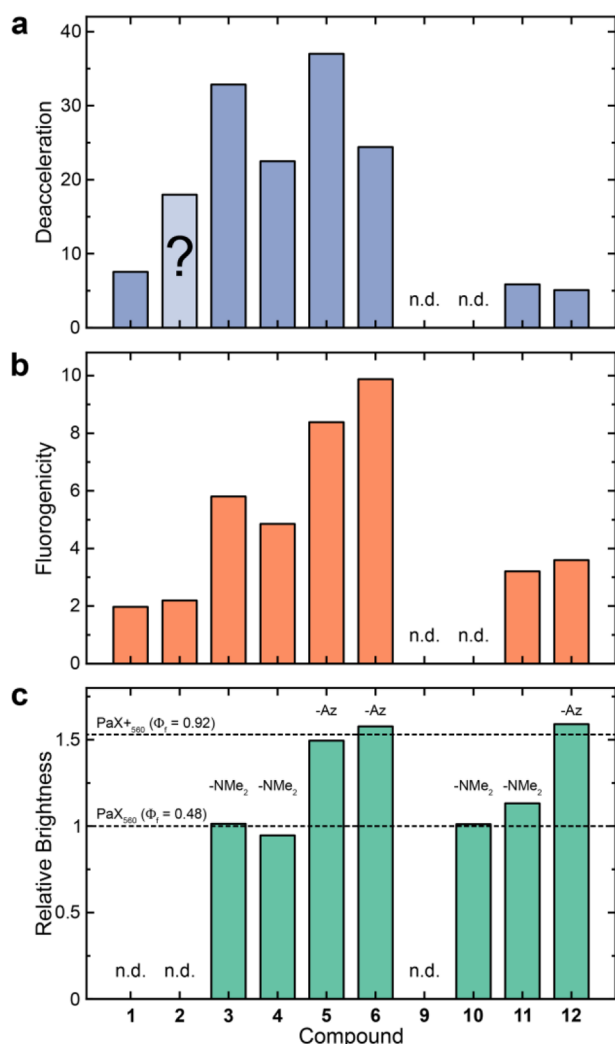 a
40
30
20
10
0
Deacceleration
?
n.d. n.d.
b
10
8
6
4
2
0
Fluorogenicity
n.d. n.d.
c
1.5
1
0.5
0
Relative Brightness
PaX+560 (Φf = 0.92)
-Az -Az -Az
-NMe2 -NMe2 -NMe2 -NMe2
PaX560 (Φf = 0.48)
n.d. n.d. n.d.
1 2 3 4 5 6 9 10 11 12
Compound